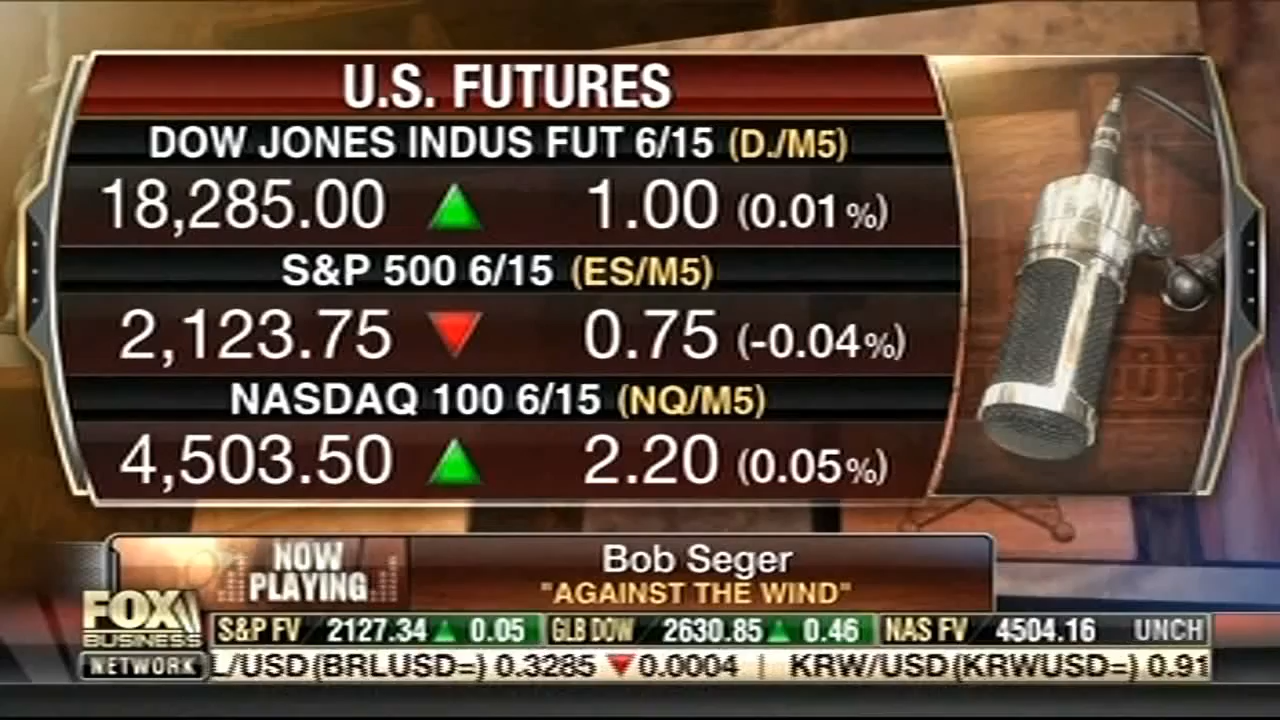 U.S. FUTURES
DOW JONES INDUS FUT 6/15 (D./M5)
18,285.00 1.00 (0.01%)
S&P 500 6/15 (ES/M5)
2,123.75 0.75 (-0.04%)
NASDAQ 100 6/15 (NQ/M5)
4,503.50 2.20 (0.05%)
NOW PLAYING
Bob Seger
"AGAINST THE WIND"
FOX BUSINESS NETWORK
S&P FV 2127.34 0.05 GLB DOW 2630.85 0.46 NAS FV 4504.16 UNCH
L/USD(BRLUSD=) 0.3285 0.0004 | KRW/USD(KRWUSD=) 0.91